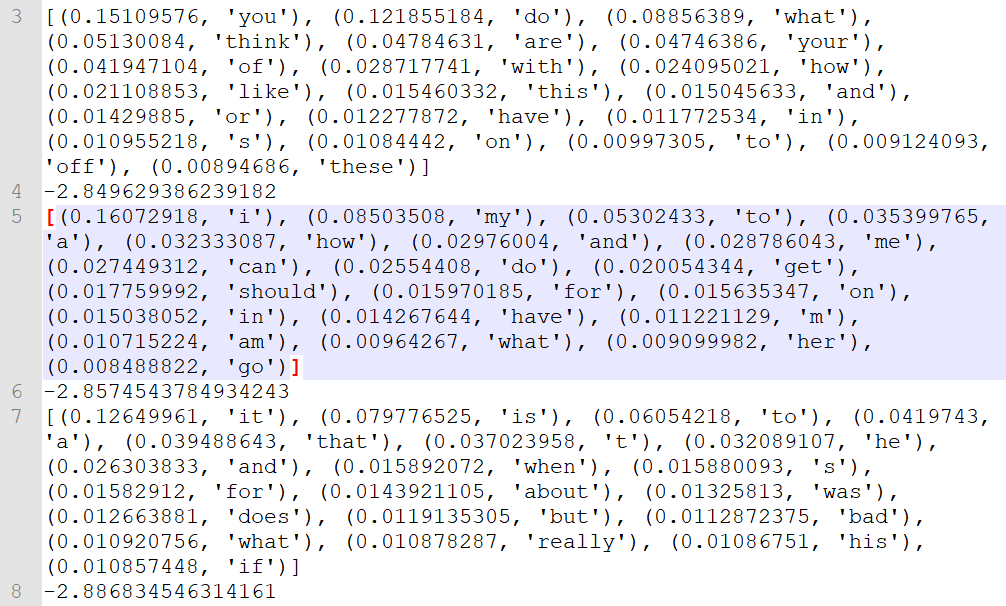 3 [(0.15109576, 'you'), (0.121855184, 'do'), (0.08856389, 'what'),
(0.05130084, 'think'), (0.04784631, 'are'), (0.04746386, 'your'),
(0.041947104, 'of'), (0.028717741, 'with'), (0.024095021, 'how'),
(0.021108853, 'like'), (0.015460332, 'this'), (0.015045633, 'and'),
(0.01429885, 'or'), (0.012277872, 'have'), (0.011772534, 'in'),
(0.010955218, 's'), (0.01084442, 'on'), (0.00997305, 'to'), (0.009124093,
'off'), (0.00894686, 'these')]
4 -2.849629386239182
5 [(0.16072918, 'i'), (0.08503508, 'my'), (0.05302433, 'to'), (0.035399765,
'a'), (0.032333087, 'how'), (0.02976004, 'and'), (0.028786043, 'me'),
(0.027449312, 'can'), (0.02554408, 'do'), (0.020054344, 'get'),
(0.017759992, 'should'), (0.015970185, 'for'), (0.015635347, 'on'),
(0.015038052, 'in'), (0.014267644, 'have'), (0.011221129, 'm'),
(0.010715224, 'am'), (0.00964267, 'what'), (0.009099982, 'her'),
(0.008488822, 'go')]
6 -2.8574543784934243
7 [(0.12649961, 'it'), (0.079776525, 'is'), (0.06054218, 'to'), (0.0419743,
'a'), (0.039488643, 'that'), (0.037023958, 't'), (0.032089107, 'he'),
(0.026303833, 'and'), (0.015892072, 'when'), (0.015880093, 's'),
(0.01582912, 'for'), (0.0143921105, 'about'), (0.01325813, 'was'),
(0.012663881, 'does'), (0.0119135305, 'but'), (0.0112872375, 'bad'),
(0.010920756, 'what'), (0.010878287, 'really'), (0.01086751, 'his'),
(0.010857448, 'if')]
8 -2.886834546314161